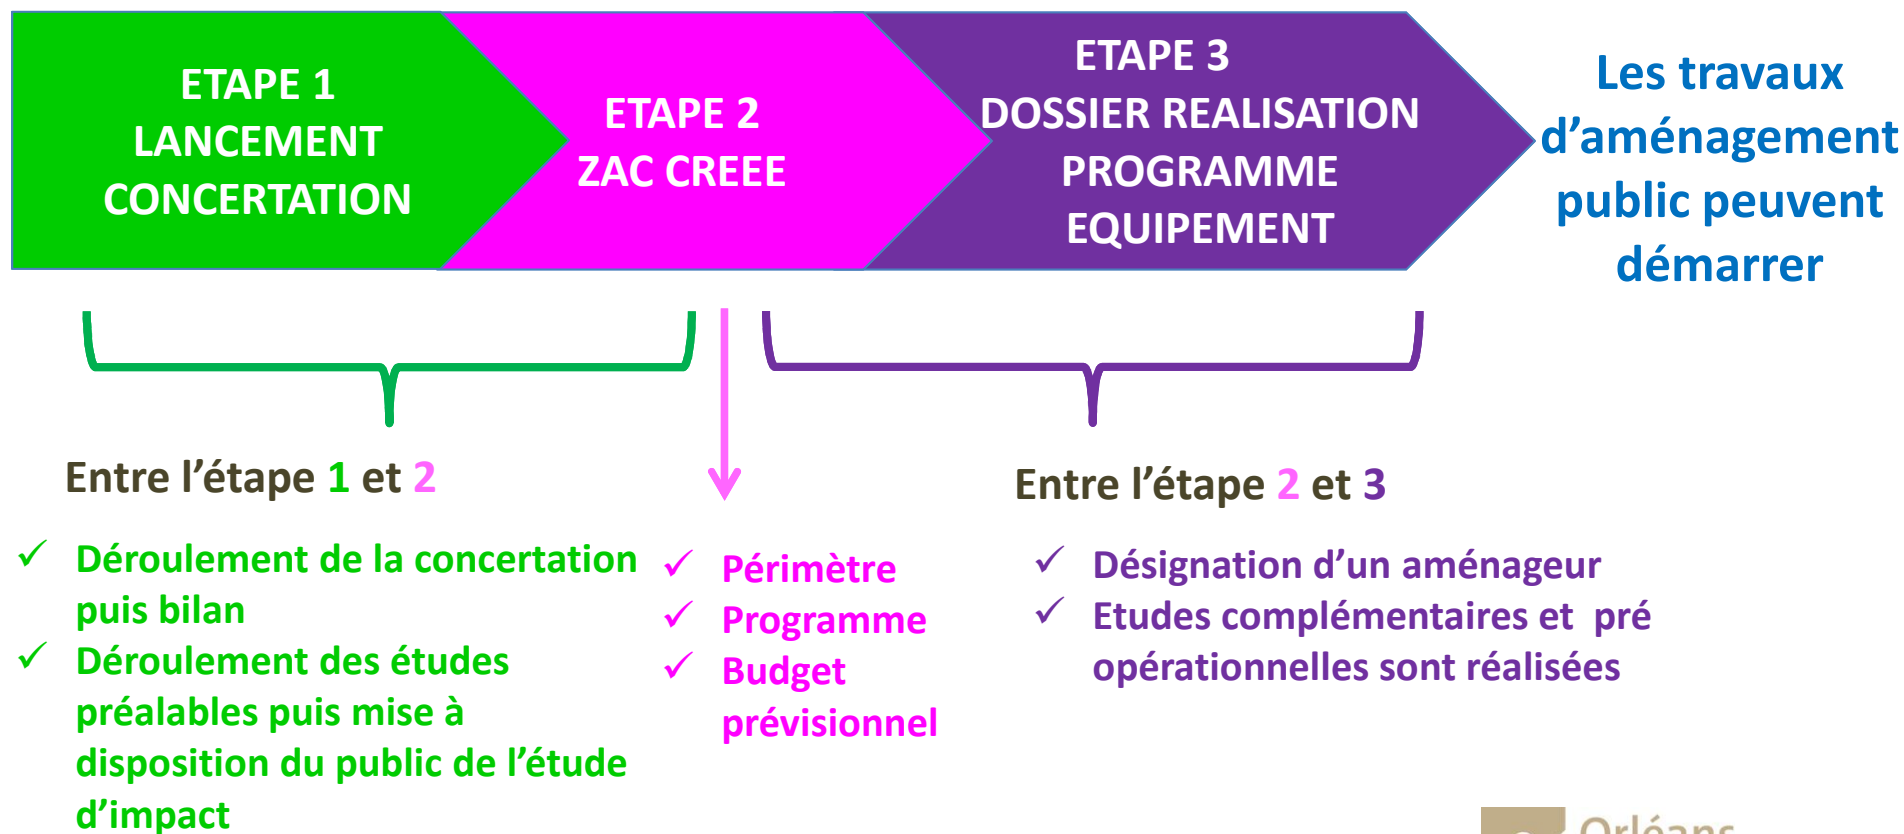 ETAPE 1
LANCEMENT
CONCERTATION
ETAPE 2
ZAC CREEE
ETAPE 3
DOSSIER REALISATION
PROGRAMME
EQUIPEMENT
Les travaux
d’aménagement
public peuvent
démarrer
Entre l’étape 1 et 2
✓ Déroulement de la concertation
puis bilan
✓ Déroulement des études
préalables puis mise à
disposition du public de l’étude
d’impact
✓ Périmètre
✓ Programme
✓ Budget
prévisionnel
Entre l’étape 2 et 3
✓ Désignation d’un aménageur
✓ Etudes complémentaires et pré
opérationnelles sont réalisées
Orléans